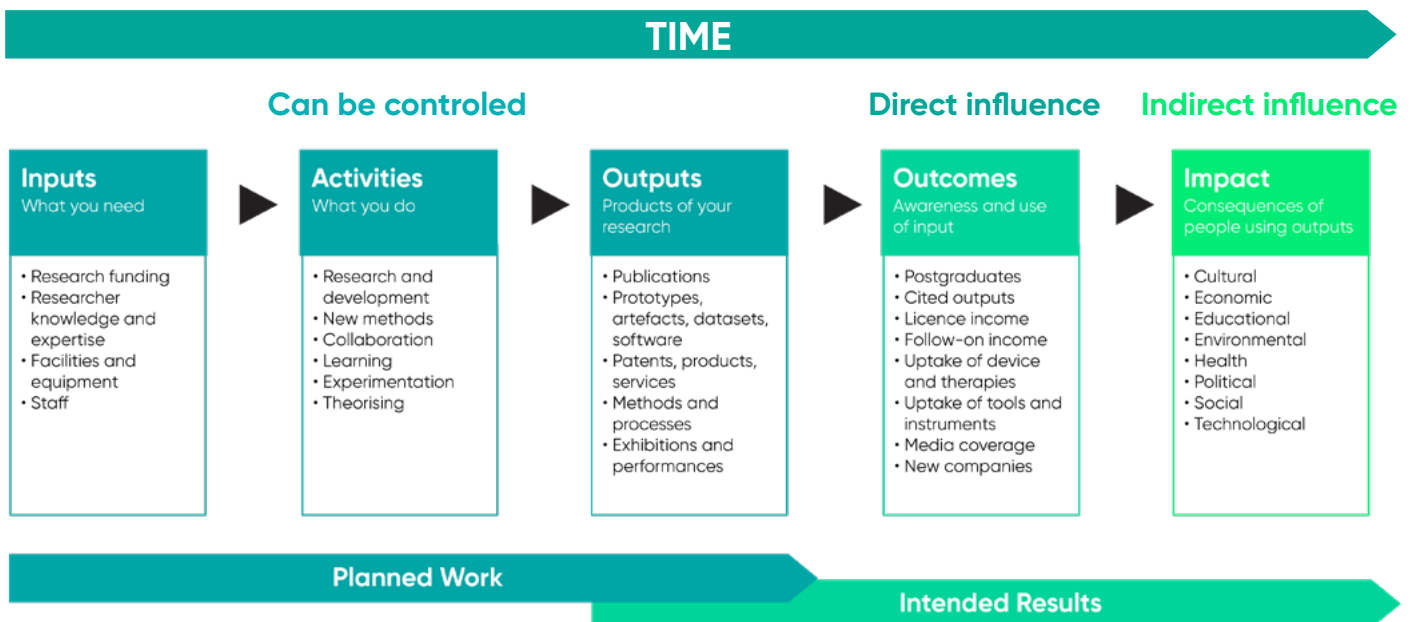 TIME
Can be controled
Direct influence
Indirect influence
Inputs
What you need
• Research funding
• Researcher
knowledge and
expertise
• Facilities and
equipment
• Staff
Activities
What you do
• Research and
development
• New methods
• Collaboration
• Learning
• Experimentation
• Theorising
Outputs
Products of your
research
• Publications
• Prototypes,
artefacts, datasets,
software
• Patents, products,
services
• Methods and
processes
• Exhibitions and
performances
Outcomes
Awareness and use
of input
• Postgraduates
• Cited outputs
• Licence income
• Follow-on income
• Uptake of device
and therapies
• Uptake of tools and
instruments
• Media coverage
• New companies
Impact
Consequences of
people using outputs
• Cultural
• Economic
• Educational
• Environmental
• Health
• Political
• Social
• Technological
Planned Work
Intended Results